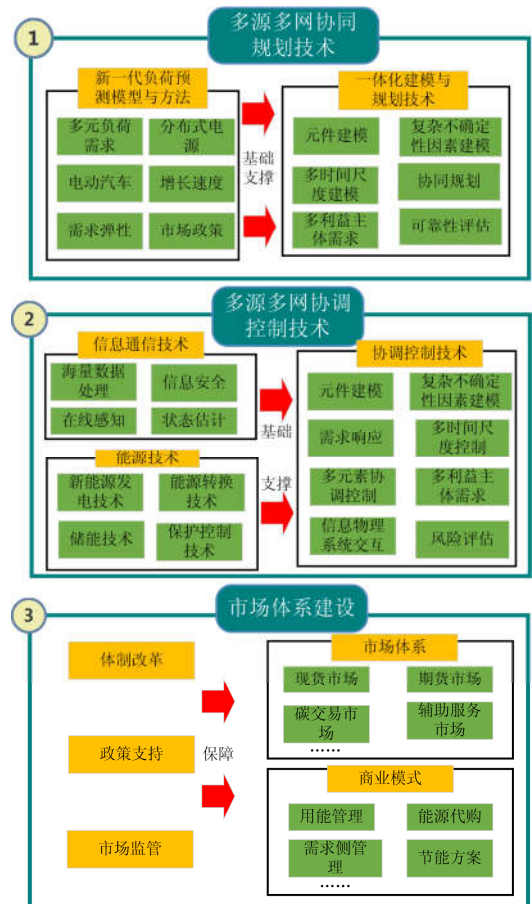 1
多源多网协同
规划技术
新一代负荷预
测模型与方法
多元负荷
需求
分布式电
源
电动汽车
增长速度
需求弹性
市场政策
基础
支撑
一体化建模与
规划技术
元件建模
复杂不确定
性因素建模
多时间尺
度建模
协同规划
多利益主
体需求
可靠性评估
2
多源多网协调
控制技术
信息通信技术
海量数据
处理
信息安全
在线感知
状态估计
能源技术
新能源发
电技术
能源转换
技术
储能技术
保护控制
技术
基础
支撑
协调控制技术
元件建模
复杂不确定
性因素建模
需求响应
多时间尺
度控制
多元素协
调控制
多利益主
体需求
信息物理
系统交互
风险评估
3
市场体系建设
体制改革
政策支持
市场监管
保障
市场体系
现货市场
期货市场
碳交易市
场
辅助服务
市场
……
商业模式
用能管理
能源代购
需求侧管
理
节能方案
……